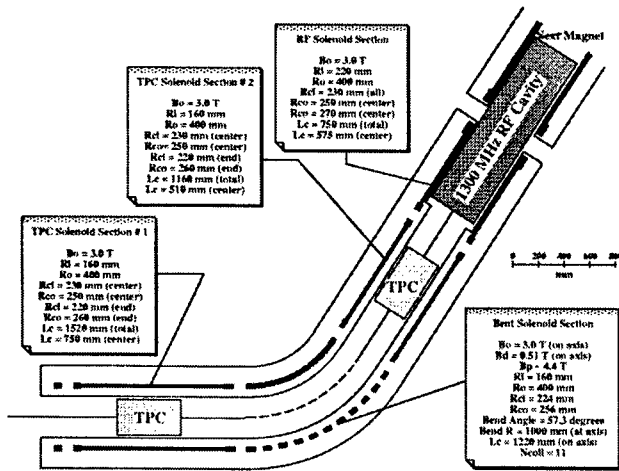 RF Solenoid Section
Bo = 3.0 T
Ri = 220 mm
Ro = 400 mm
Rci = 230 mm (all)
Rco = 250 mm (center)
Rco = 270 mm (center)
Lc = 750 mm (total)
Lc = 575 mm (center)
Next Magnet
1300 MHz RF Cavity
TPC Solenoid Section # 2
Bo = 3.0 T
Ri = 160 mm
Ro = 400 mm
Rci = 230 mm (center)
Rco = 250 mm (center)
Rci = 220 mm (end)
Rco = 260 mm (end)
Lc = 1160 mm (total)
Lc = 510 mm (center)
TPC Solenoid Section # 1
Bo = 3.0 T
Ri = 160 mm
Ro = 400 mm
Rci = 230 mm (center)
Rco = 250 mm (center)
Rci = 220 mm (end)
Rco = 260 mm (end)
Lc = 1520 mm (total)
Lc = 750 mm (center)
0 200 400 600 800
mm
TPC
TPC
Bent Solenoid Section
Bo = 3.0 T (on axis)
Bd = 0.51 T (on axis)
Bp = 4.4 T
Ri = 160 mm
Ro = 400 mm
Rci = 224 mm
Rco = 256 mm
Bend Angle = 57.3 degrees
Bend R = 1000 mm (at axis)
Lc = 1220 mm (on axis)
Ncoil = 11